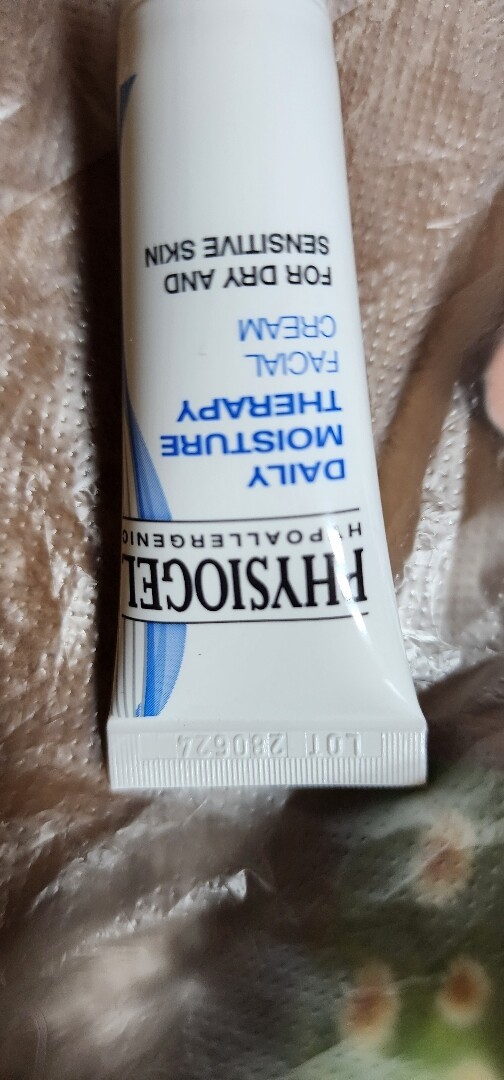 PHYSIOGEL
HYPOALLERGENIC
DAILY
MOISTURE
THERAPY
FACIAL
CREAM
FOR DRY AND
SENSITIVE SKIN
LOT 280624